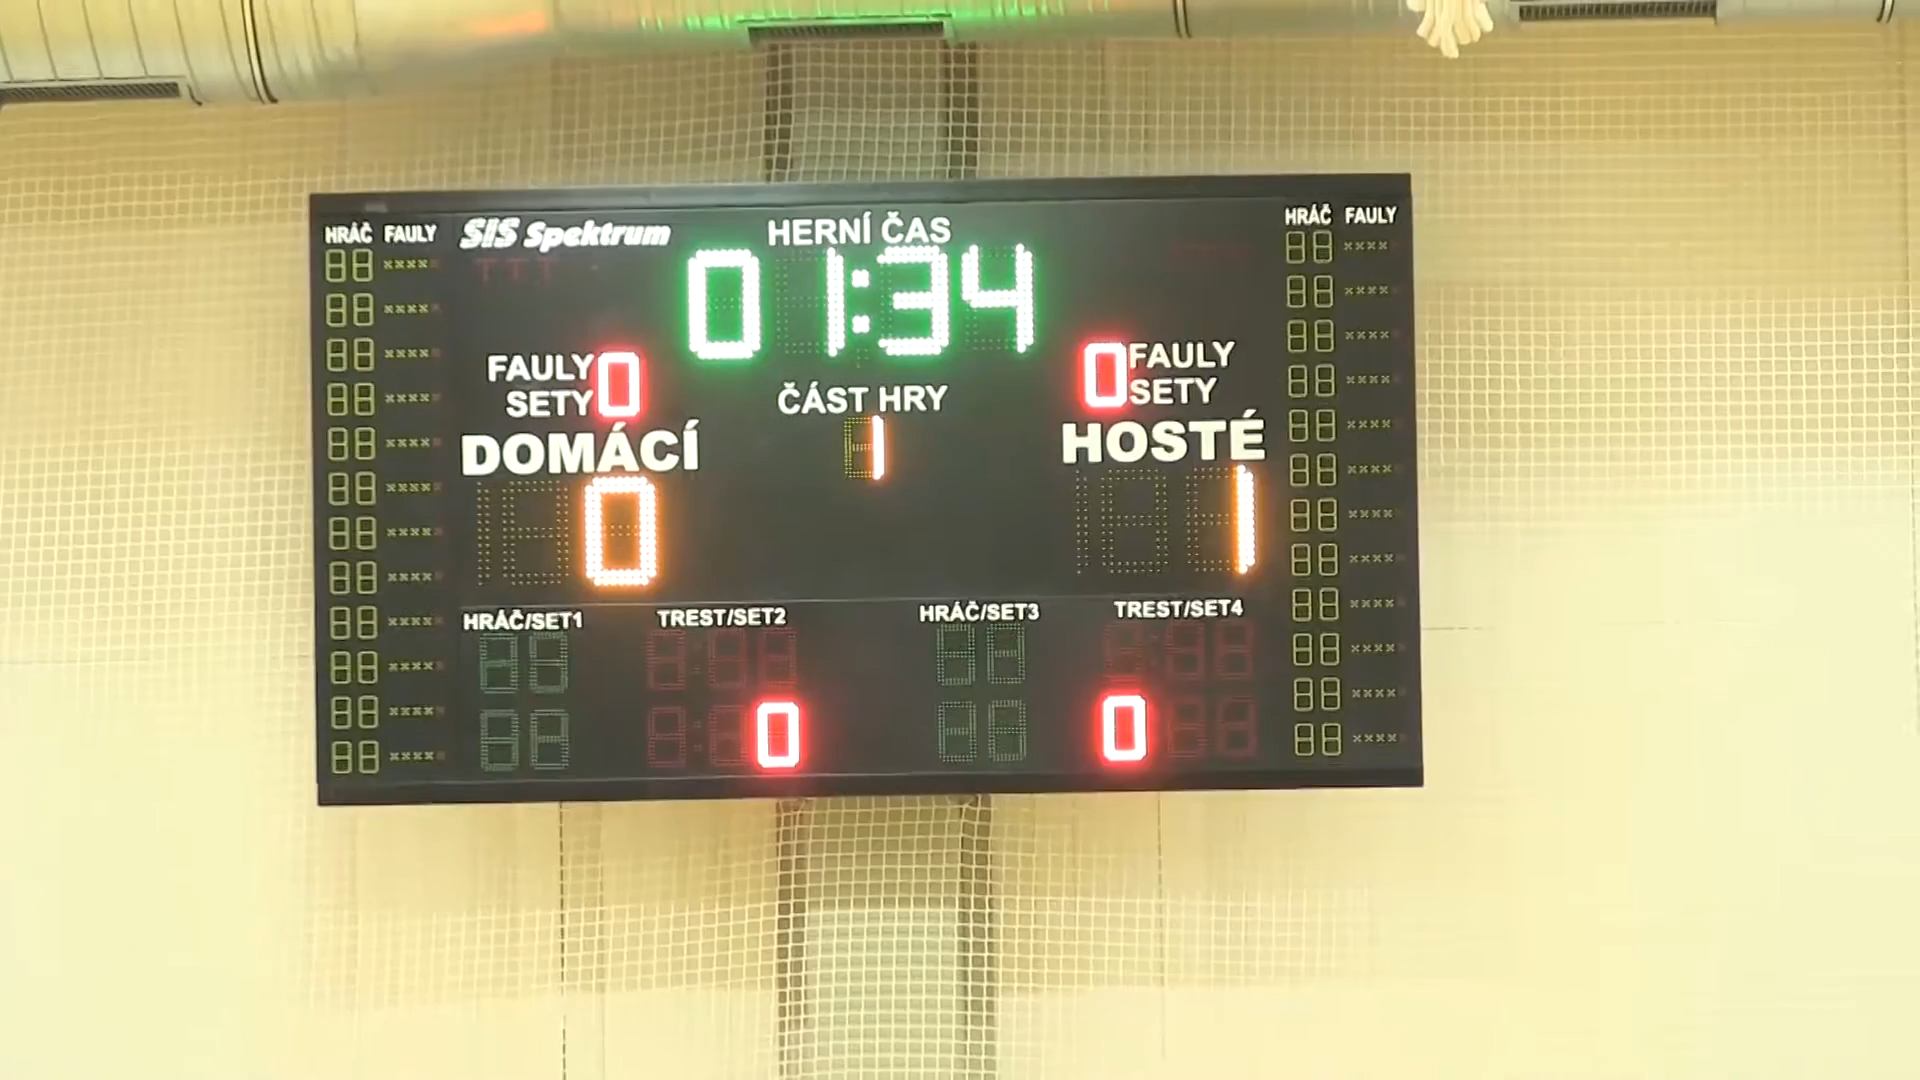 HRÁČ FAULY
SIS Spektrum
HERNÍ ČAS
HRÁČ FAULY
01:34
FAULY
SETY
0
0
FAULY
SETY
ČÁST HRY
1
DOMÁCÍ
HOSTÉ
0
1
HRÁČ/SET1
TREST/SET2
HRÁČ/SET3
TREST/SET4
0
0